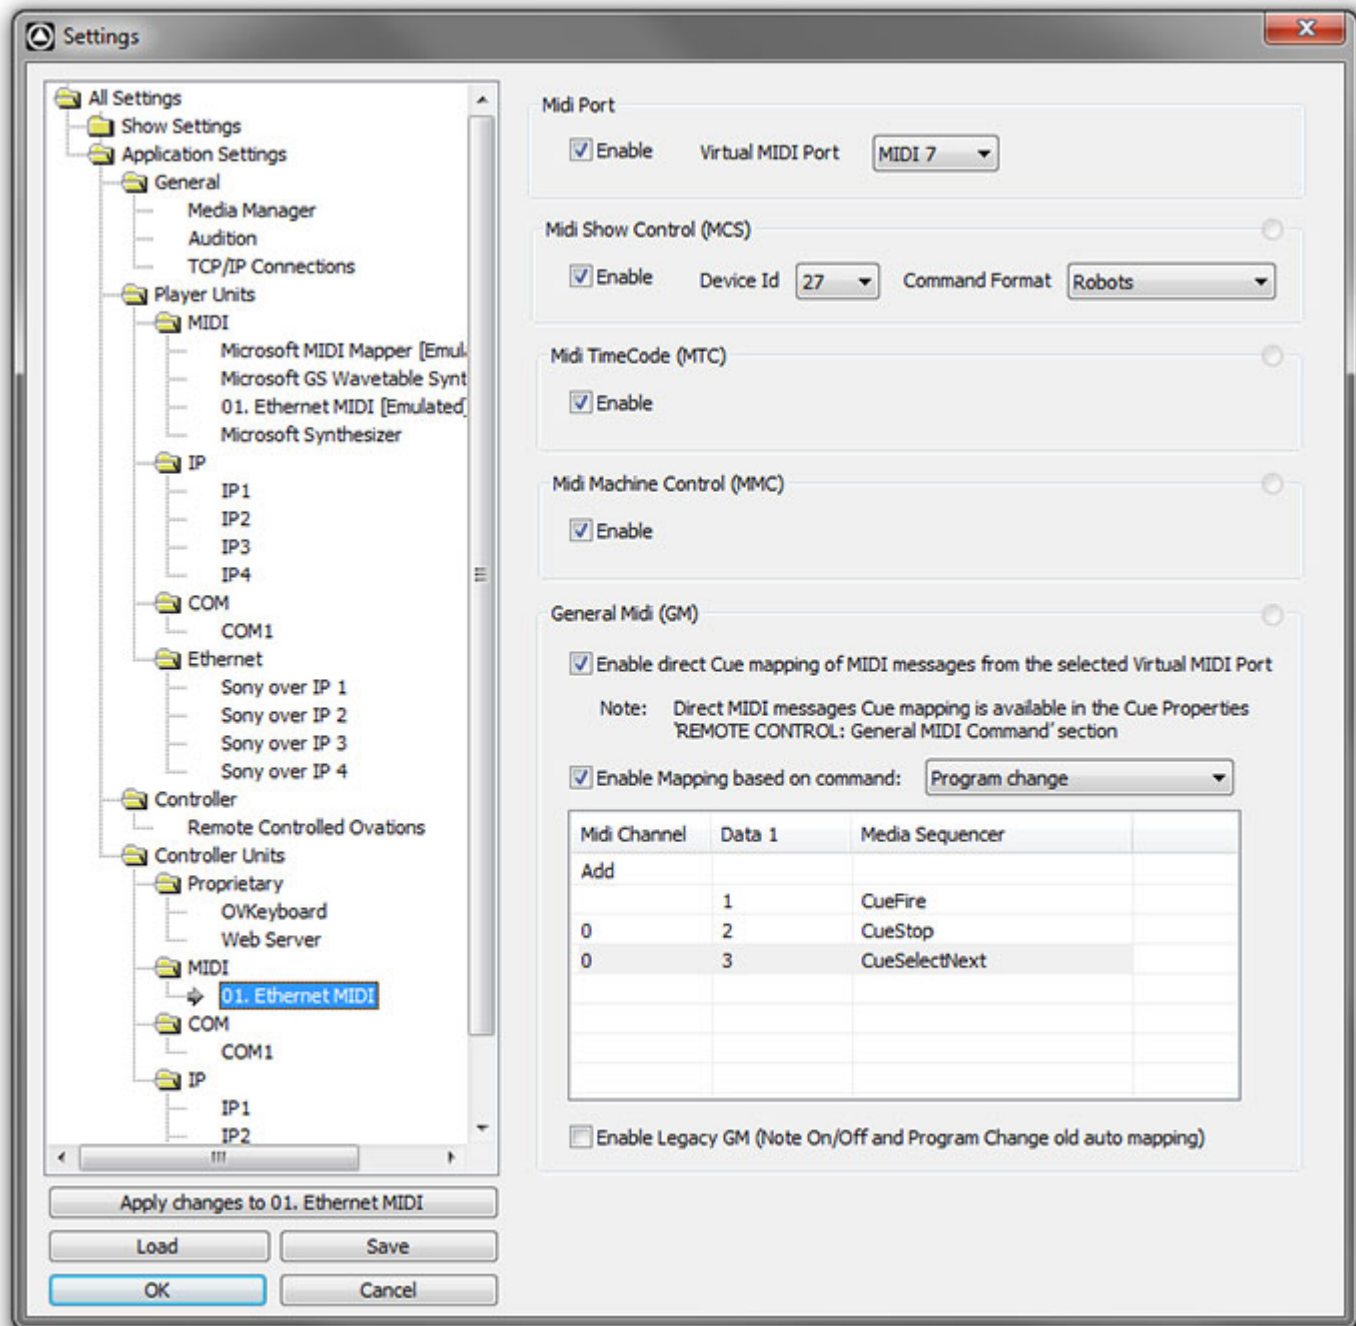 Settings
All Settings
Show Settings
Application Settings
General
Media Manager
Audition
TCP/IP Connections
Player Units
MIDI
Microsoft MIDI Mapper [Emul
Microsoft GS Wavetable Synt
01. Ethernet MIDI [Emulated]
Microsoft Synthesizer
IP
IP1
IP2
IP3
IP4
COM
COM1
Ethernet
Sony over IP 1
Sony over IP 2
Sony over IP 3
Sony over IP 4
Controller
Remote Controlled Ovations
Controller Units
Proprietary
OVKeyboard
Web Server
MIDI
01. Ethernet MIDI
COM
COM1
IP
IP1
IP2
Apply changes to 01. Ethernet MIDI
Load Save
OK Cancel
Midi Port
Enable Virtual MIDI Port MIDI 7
Midi Show Control (MCS)
Enable Device Id 27 Command Format Robots
Midi TimeCode (MTC)
Enable
Midi Machine Control (MMC)
Enable
General Midi (GM)
Enable direct Cue mapping of MIDI messages from the selected Virtual MIDI Port
Note: Direct MIDI messages Cue mapping is available in the Cue Properties
'REMOTE CONTROL: General MIDI Command' section
Enable Mapping based on command: Program change
Midi Channel Data 1 Media Sequencer
Add
1 CueFire
0 2 CueStop
0 3 CueSelectNext
Enable Legacy GM (Note On/Off and Program Change old auto mapping)